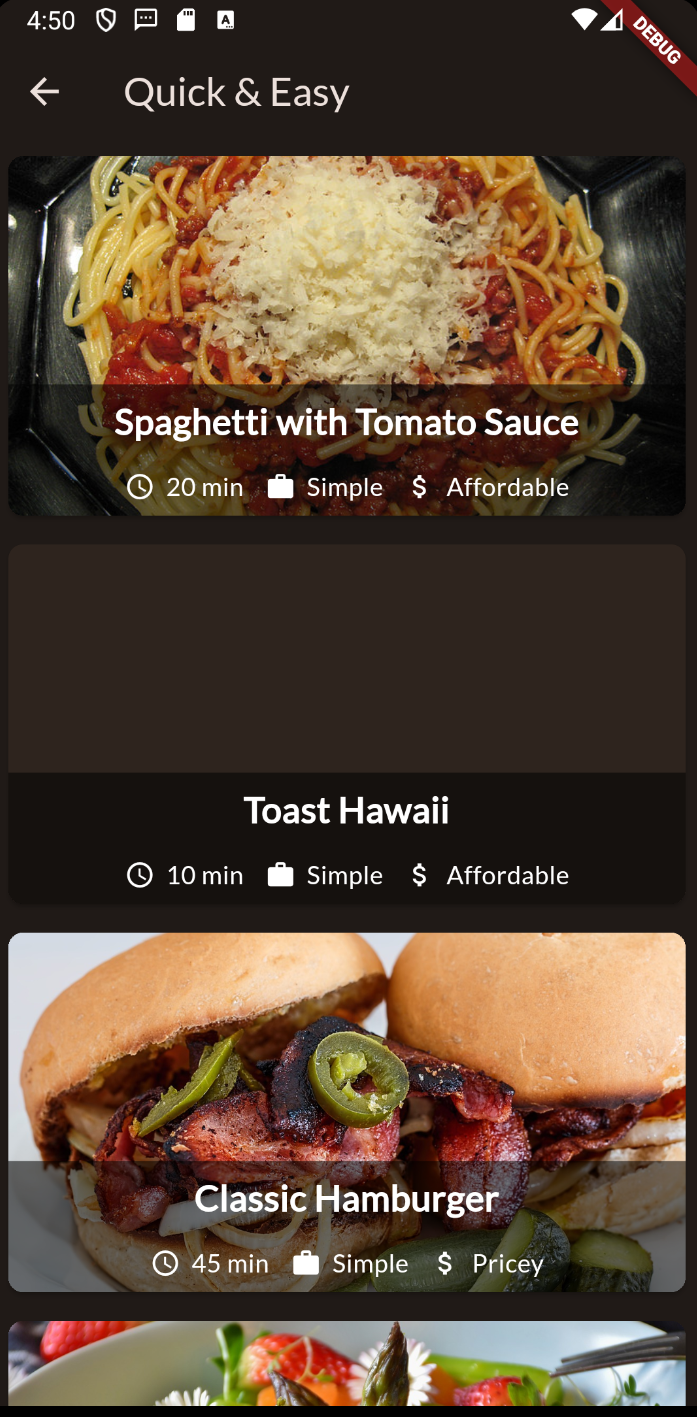 4:50
A
DEBUG
Quick & Easy
Spaghetti with Tomato Sauce
20 min Simple $ Affordable
Toast Hawaii
10 min Simple $ Affordable
Classic Hamburger
45 min Simple $ Pricey